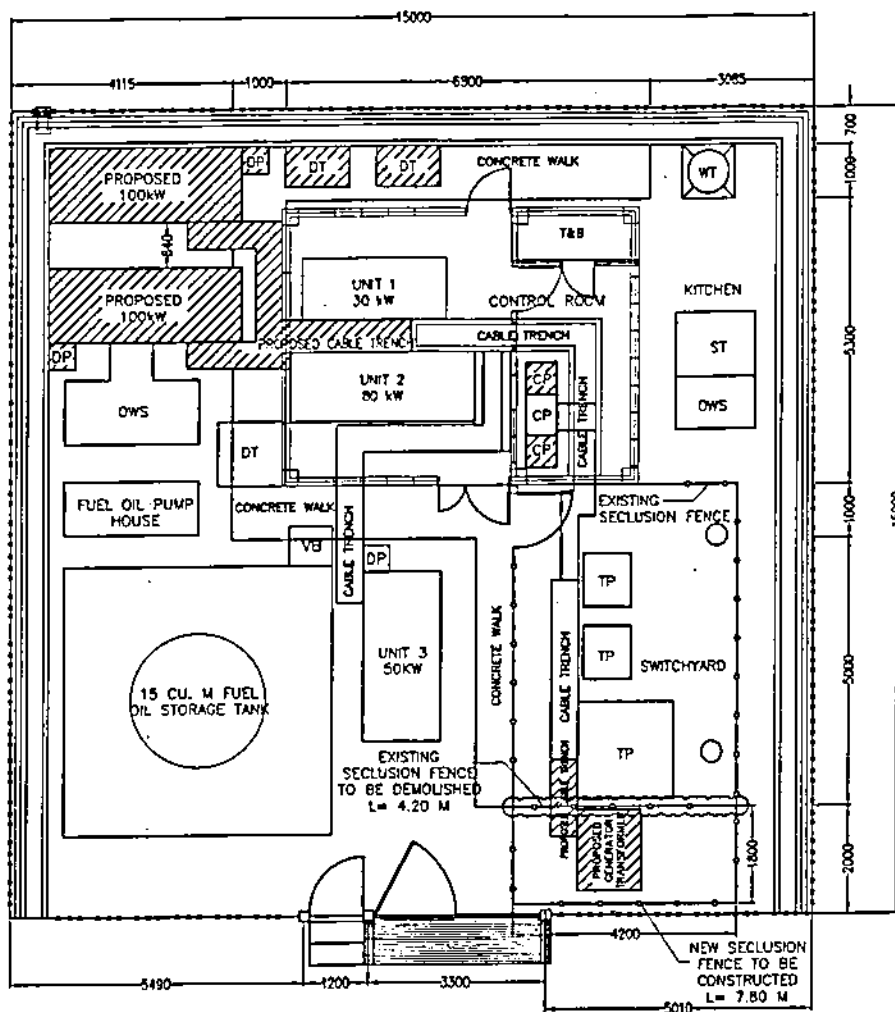 15000
4115
1000
6900
3085
700
CONCRETE WALK
DP
DT
DT
WT
1000
PROPOSED
100kW
T&B
840
UNIT 1
30 kW
CONTROL ROOM
KITCHEN
PROPOSED
100kW
PROPOSED CABLE TRENCH
CABLE TRENCH
ST
5300
DP
UNIT 2
80 kW
CP
CP
CP
CABLE TRENCH
OWS
OWS
DT
FUEL OIL PUMP
HOUSE
CONCRETE WALK
EXISTING
SECLUSION FENCE
1000
VB
CABLE TRENCH
DP
TP
UNIT 3
50KW
CONCRETE WALK
CABLE TRENCH
TP
SWITCHYARD
5000
15 CU. M FUEL
OIL STORAGE TANK
TP
EXISTING
SECLUSION FENCE
TO BE DEMOLISHED
L= 4.20 M
PROPOSED CABLE TRENCH
PROPOSED
GENERATOR
TRANSFORMER
1800
2000
4200
NEW SECLUSION
FENCE TO BE
CONSTRUCTED
L= 7.80 M
5490
1200
3300
5010